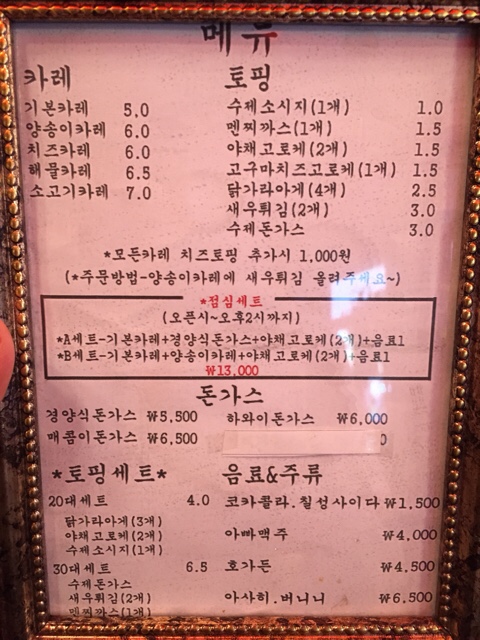 메뉴
카레
기본카레 5.0
양송이카레 6.0
치즈카레 6.0
해물카레 6.5
소고기카레 7.0
토핑
수제소시지(1개) 1.0
멘찌까스(1개) 1.5
야채고로케(2개) 1.5
고구마치즈고로케(1개) 1.5
닭가라아게(4개) 2.5
새우튀김(2개) 3.0
수제돈가스 3.0
*모든카레 치즈토핑 추가시 1,000원
(*주문방법-양송이카레에 새우튀김 올려주세요~)
*점심세트
(오픈시~오후2시까지)
*A세트-기본카레+경양식돈가스+야채고로케(2개)+음료1
*B세트-기본카레+양송이카레+야채고로케(2개)+음료1
₩13,000
돈가스
경양식돈가스 ₩5,500
하와이돈가스 ₩6,000
매콤이돈가스 ₩6,500
*토핑세트*
20대세트 4.0
닭가라아게(3개)
야채고로케(2개)
수제소시지(1개)
30대세트 6.5
수제돈가스
새우튀김(2개)
멘찌까스(1개)
음료&주류
코카콜라.칠성사이다 ₩1,500
아빠맥주 ₩4,000
호가든 ₩4,500
아사히.버니니 ₩6,500